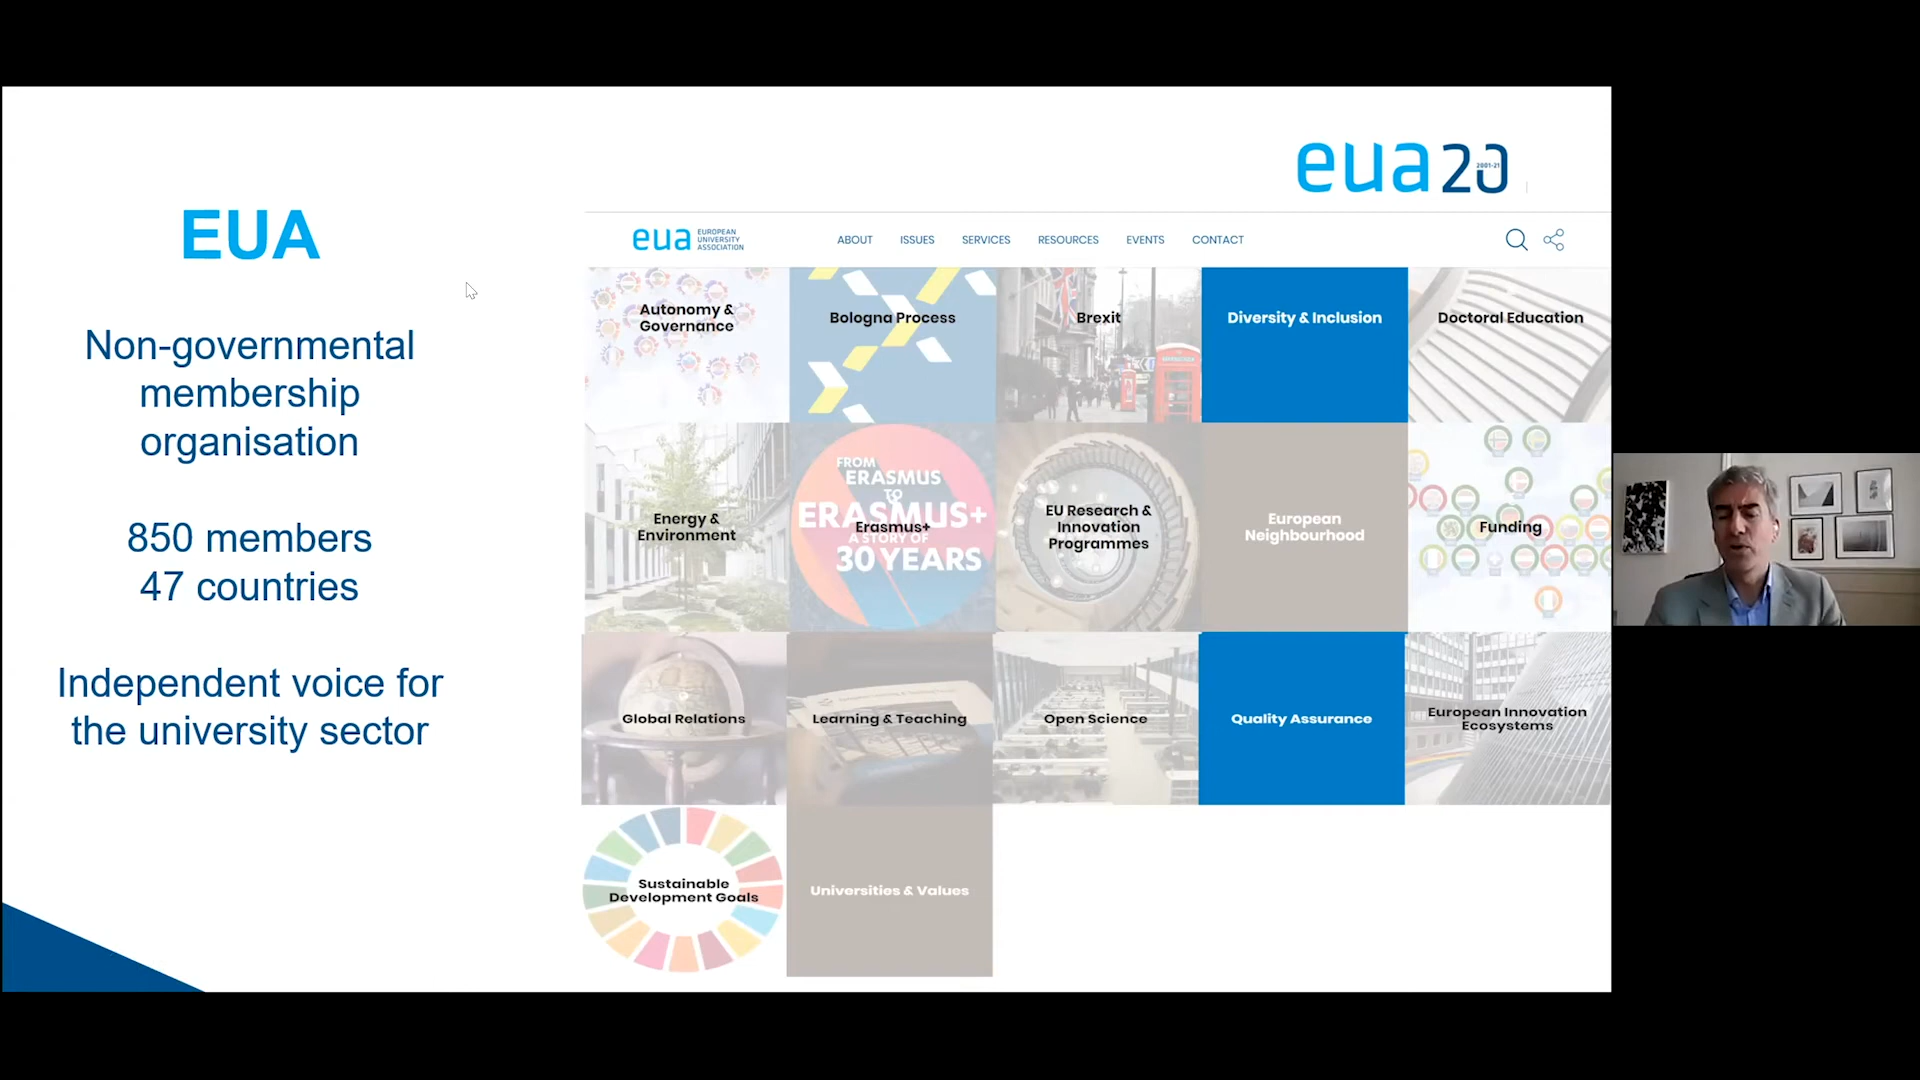 eua20
2001-21
EUA
Non-governmental
membership
organisation
850 members
47 countries
Independent voice for
the university sector
eua EUROPEAN
UNIVERSITY
ASSOCIATION
ABOUT ISSUES SERVICES RESOURCES EVENTS CONTACT
Autonomy &
Governance
Bologna Process
Brexit
Diversity & Inclusion
Doctoral Education
Energy &
Environment
FROM
ERASMUS
TO
ERASMUS+
A STORY OF
30 YEARS
Erasmus+
EU Research &
Innovation
Programmes
European
Neighbourhood
Funding
Global Relations
Learning & Teaching
Open Science
Quality Assurance
European Innovation
Ecosystems
Sustainable
Development Goals
Universities & Values